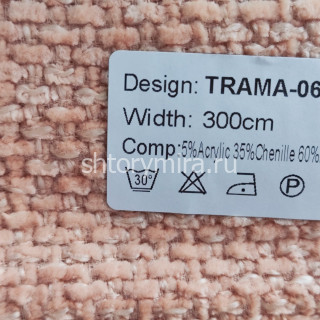 Design: TRAMA-06
Width: 300cm
Comp:5%Acrylic 35%Chenille 60%
shtorymira.ru
30°
P